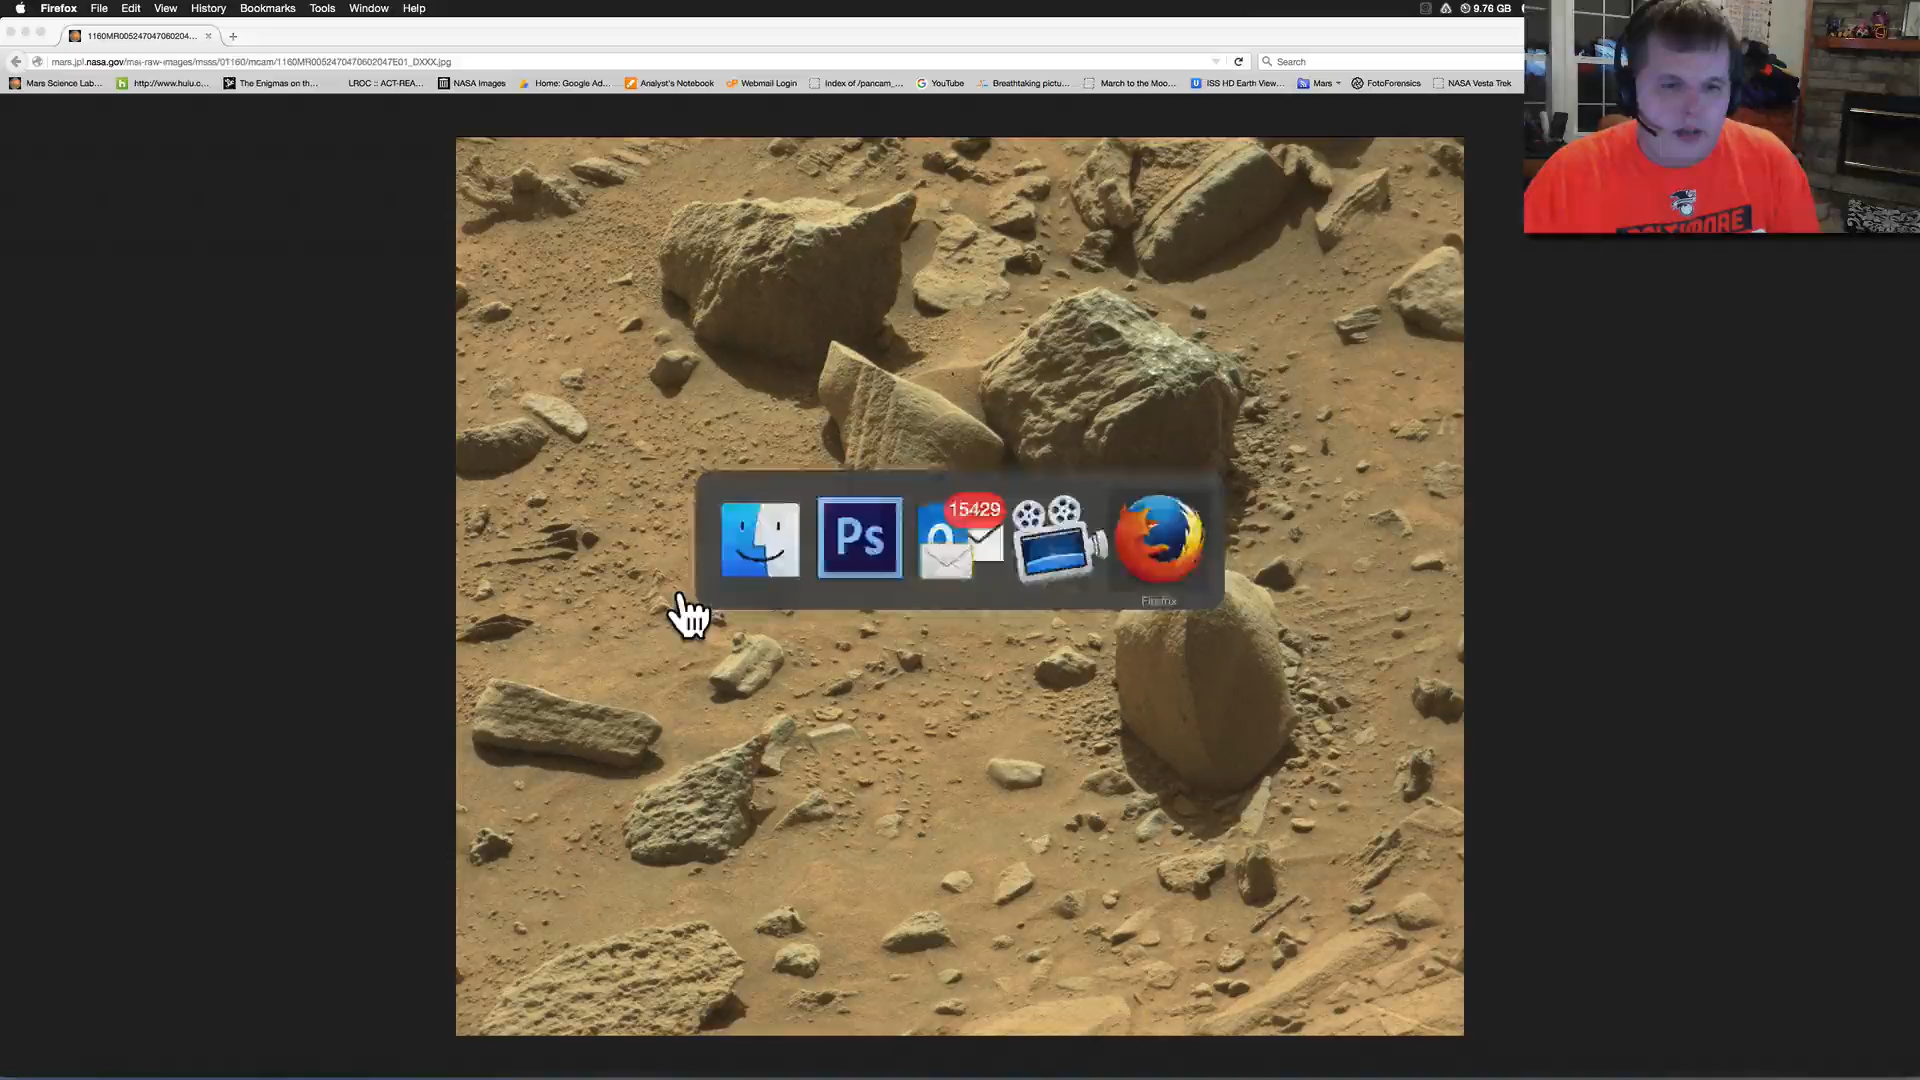 Firefox File Edit View History Bookmarks Tools Window Help 9.76 GB
1160MR005247047060204...
mars.jpl.nasa.gov/msl-raw-images/msss/01160/mcam/1160MR0052470470602047E01_DXXX.jpg Search
Mars Science Lab... http://www.hulu.c... The Enigmas on th... LROC :: ACT-REA... NASA Images Home: Google Ad... Analyst's Notebook Webmail Login Index of /pancam_... YouTube Breathtaking pictu... March to the Moo... ISS HD Earth View... Mars FotoForensics NASA Vesta Trek
BALTIMORE
15429
Ps
Firefox